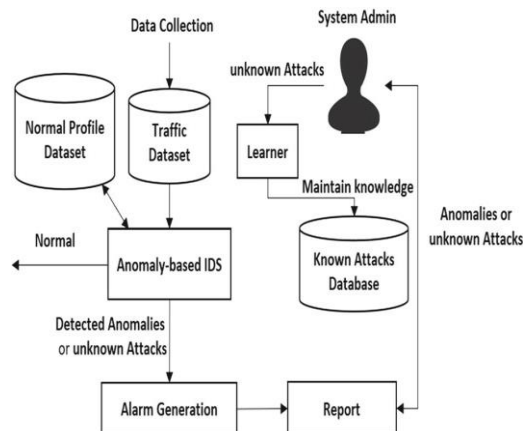 System Admin
Data Collection
unknown Attacks
Normal Profile
Dataset
Traffic
Dataset
Learner
Maintain knowledge
Anomalies or
unknown Attacks
Normal
Anomaly-based IDS
Known Attacks
Database
Detected Anomalies
or unknown Attacks
Alarm Generation
Report